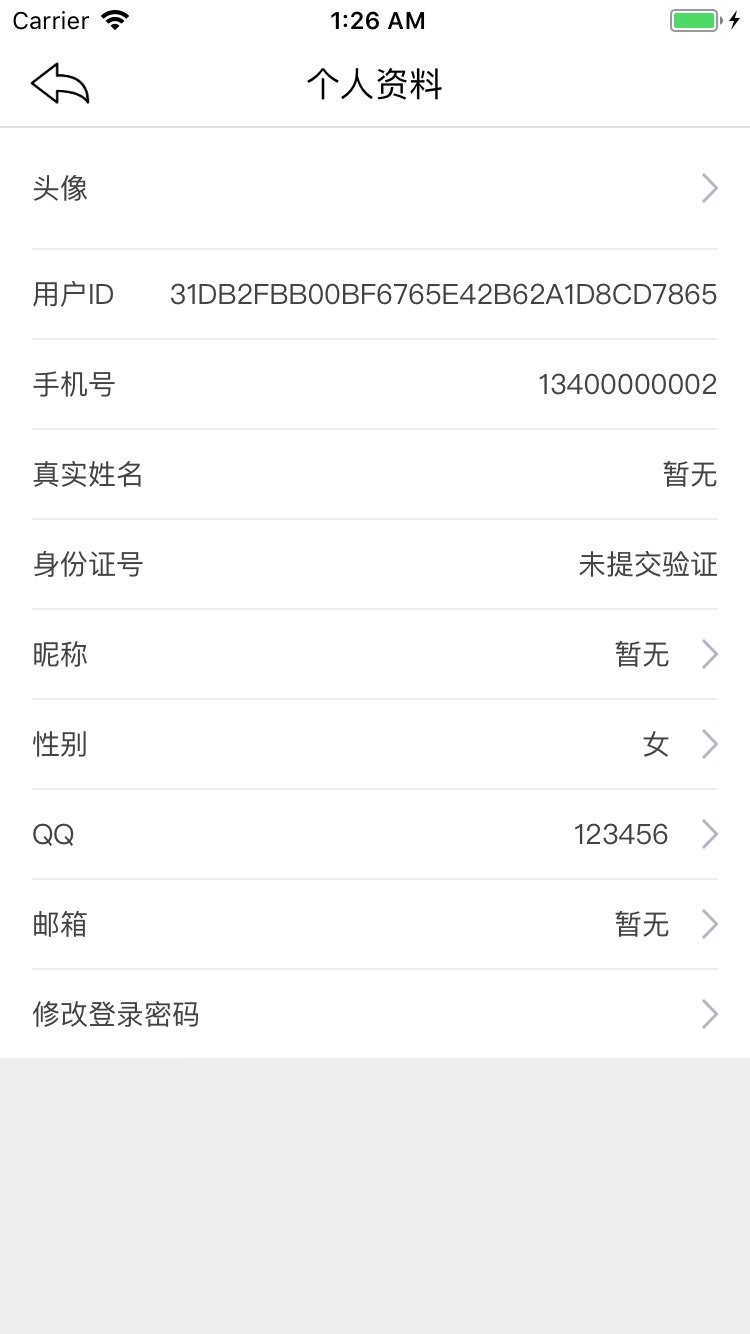 Carrier 1:26 AM
个人资料
头像
用户ID 31DB2FBB00BF6765E42B62A1D8CD7865
手机号 13400000002
真实姓名 暂无
身份证号 未提交验证
昵称 暂无
性别 女
QQ 123456
邮箱 暂无
修改登录密码